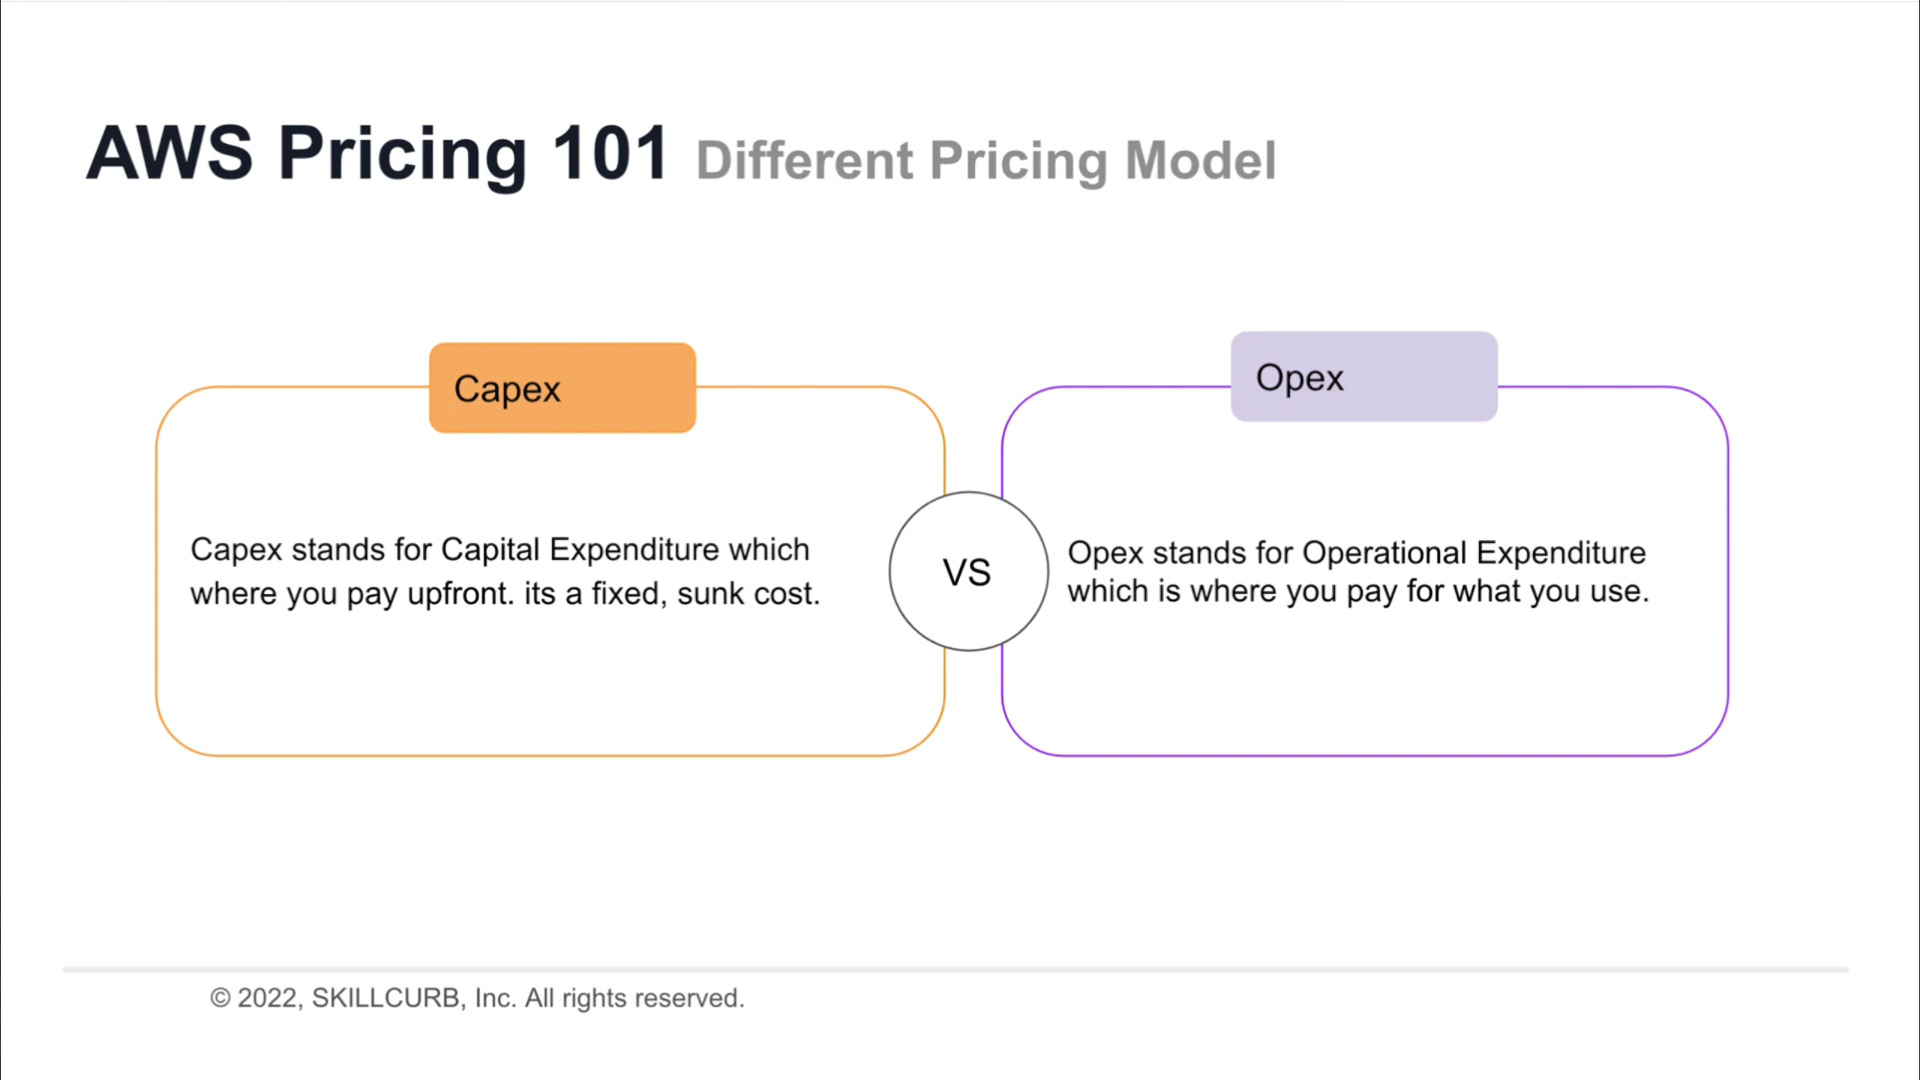 AWS Pricing 101 Different Pricing Model
Capex
Capex stands for Capital Expenditure which
where you pay upfront. its a fixed, sunk cost.
VS
Opex
Opex stands for Operational Expenditure
which is where you pay for what you use.
© 2022, SKILLCURB, Inc. All rights reserved.